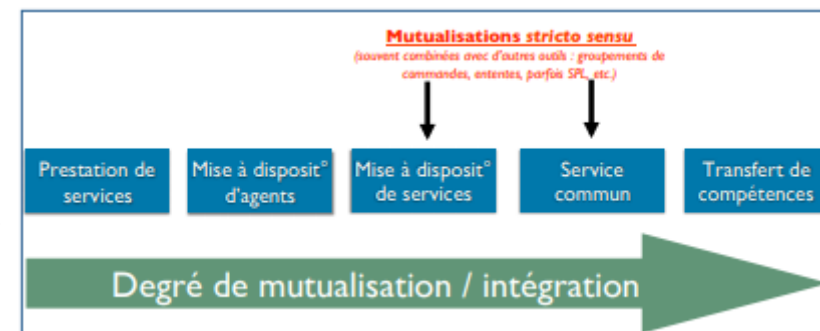 Mutualisations stricto sensu
(souvent combinées avec d'autres outils : groupements de
commandes, ententes, parfois SPL, etc.)
Prestation de
services
Mise à disposit°
d'agents
Mise à disposit°
de services
Service
commun
Transfert de
compétences
Degré de mutualisation / intégration